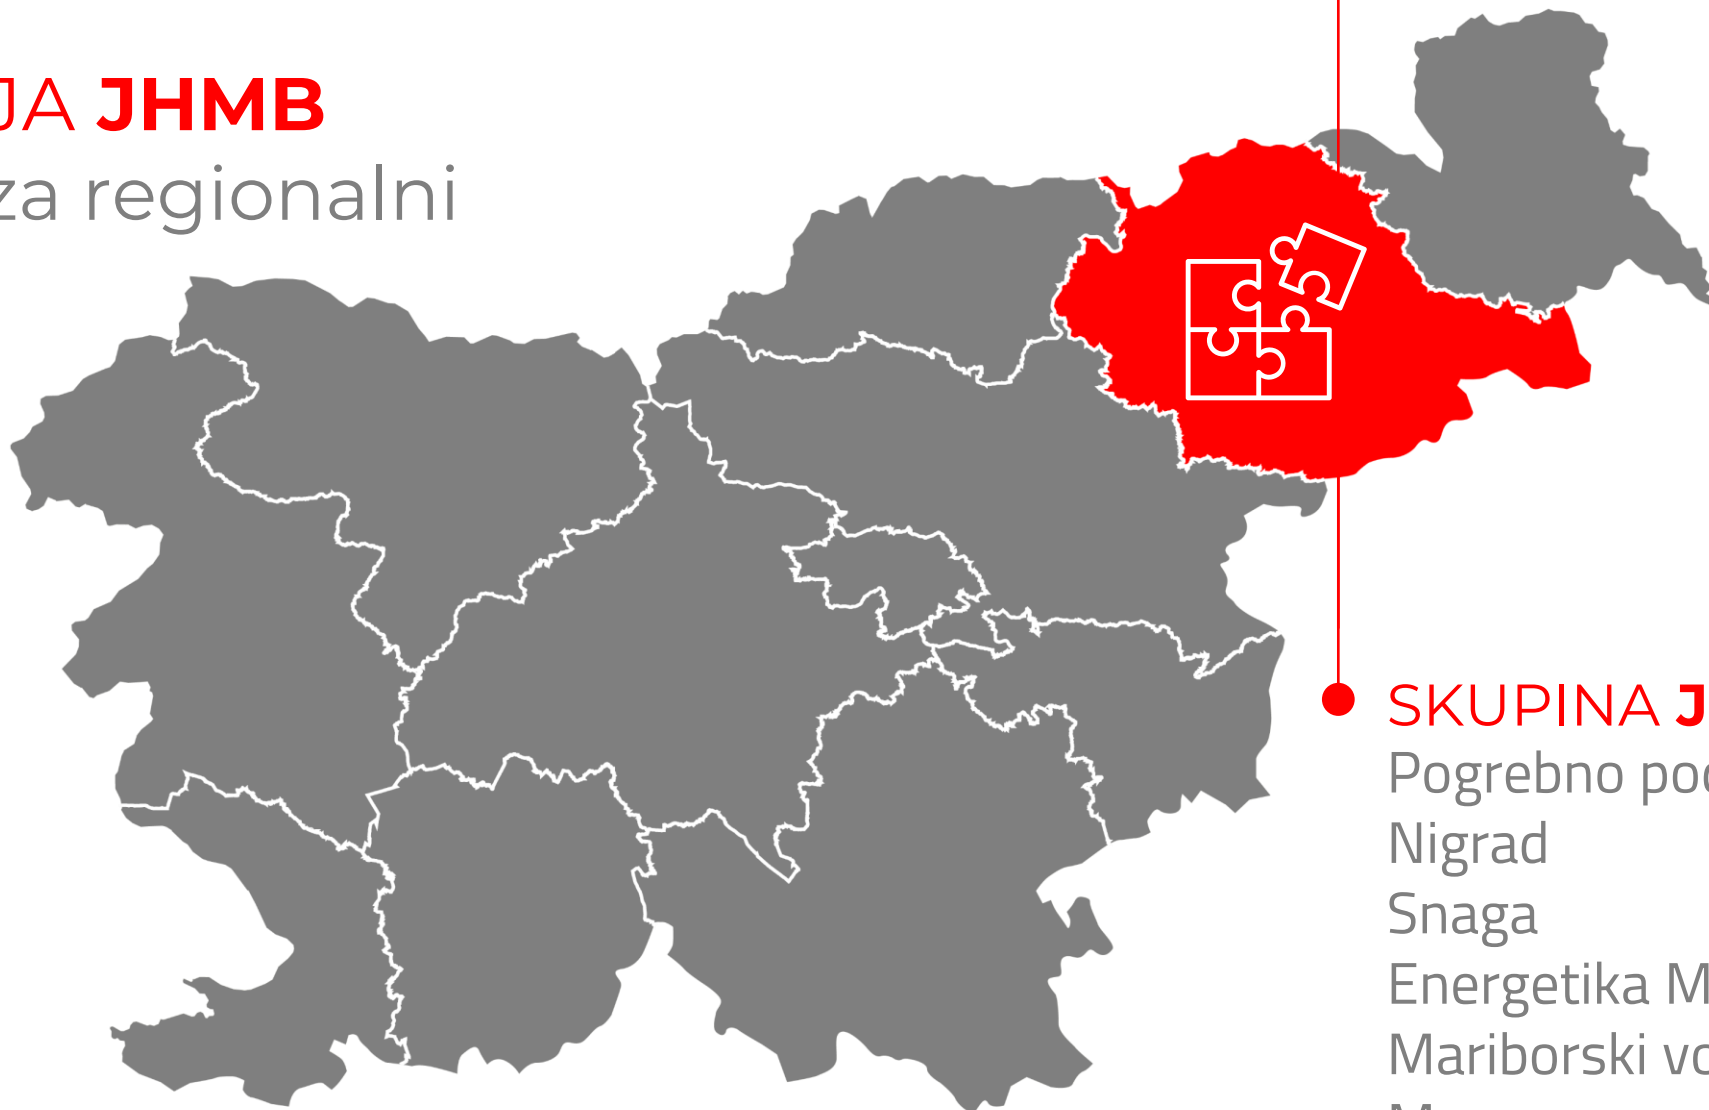 JA JHMB
za regionalni
SKUPINA J
Pogrebno
Nigrad
Snaga
Energetika M
Mariborski